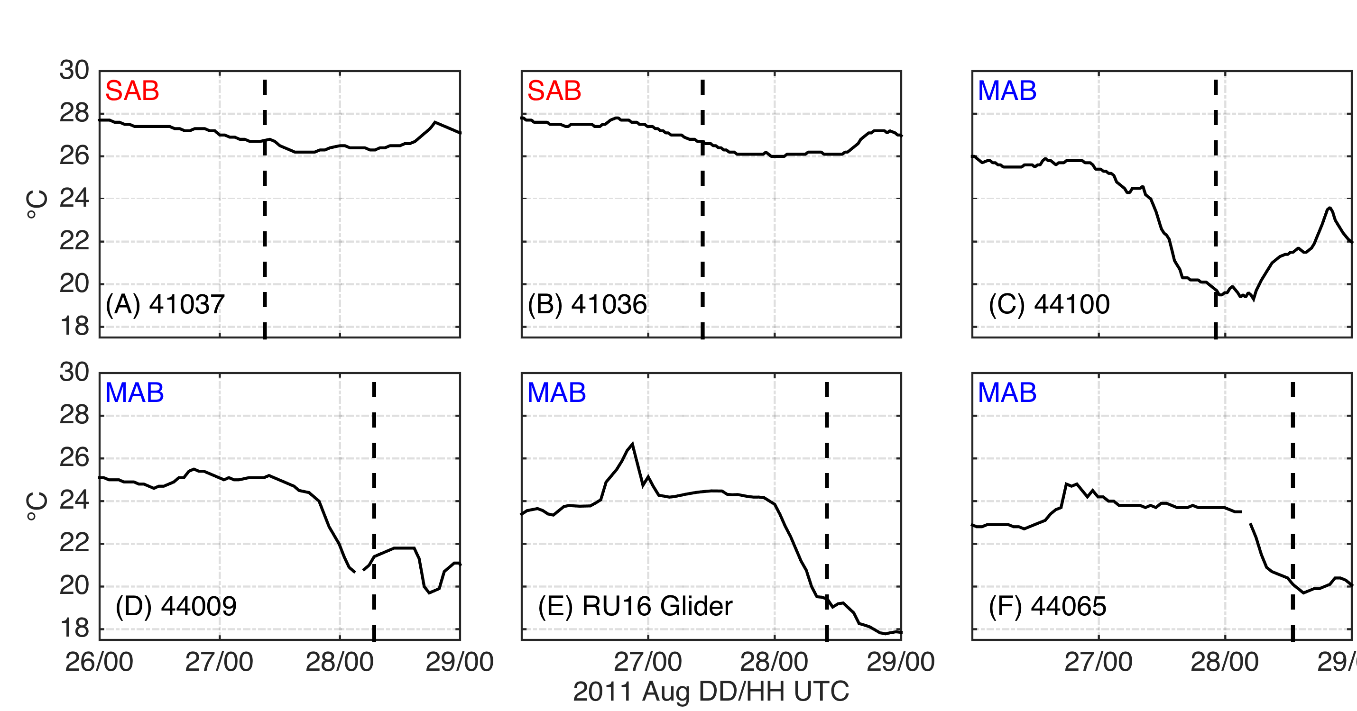 30
28
26
24
22
20
18
°C
SAB
(A) 41037
SAB
(B) 41036
MAB
(C) 44100
30
28
26
24
22
20
18
°C
MAB
(D) 44009
MAB
(E) RU16 Glider
MAB
(F) 44065
26/00 27/00 28/00 29/00
27/00 28/00 29/00
27/00 28/00 29/
2011 Aug DD/HH UTC